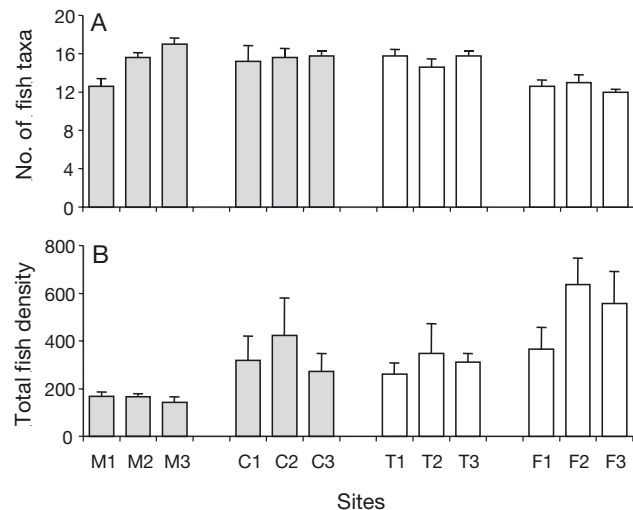 A
No. of fish taxa
20
16
12
8
4
0
B
Total fish density
800
600
400
200
0
M1 M2 M3 C1 C2 C3 T1 T2 T3 F1 F2 F3
Sites